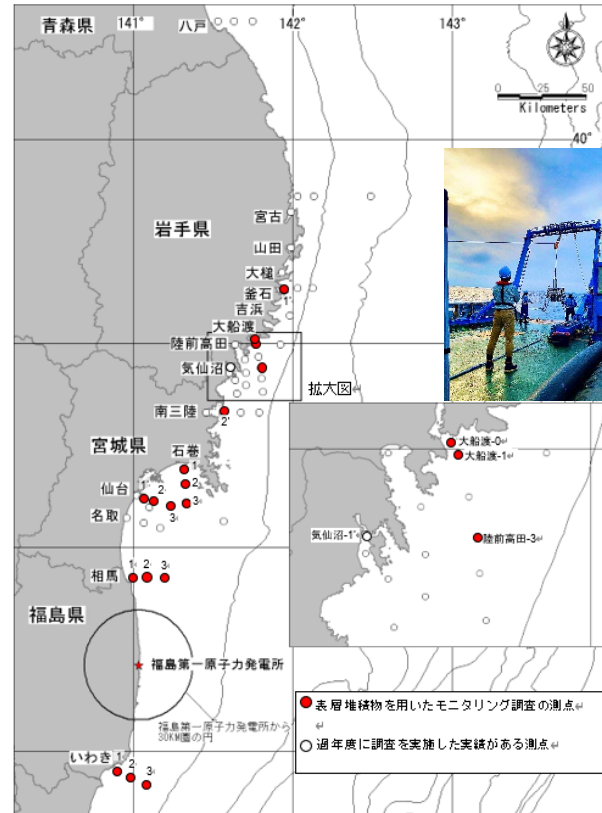 青森県
141°
八戸
142°
143°
0 25 50
Kilometers
40°
宮古
岩手県
山田
大槌
釜石
1'
吉浜
大船渡
陸前高田
気仙沼
拡大図
南三陸
2'
宮城県
石巻
1
2
3
仙台
1'
2
3
名取
大船渡-0
大船渡-1
気仙沼-1'
陸前高田-3
相馬
1 2 3
福島県
福島第一原子力発電所
福島第一原子力発電所から
30KM圏の円
いわき
1
2
3
表層堆積物を用いたモニタリング調査の測点
過年度に調査を実施した実績がある測点